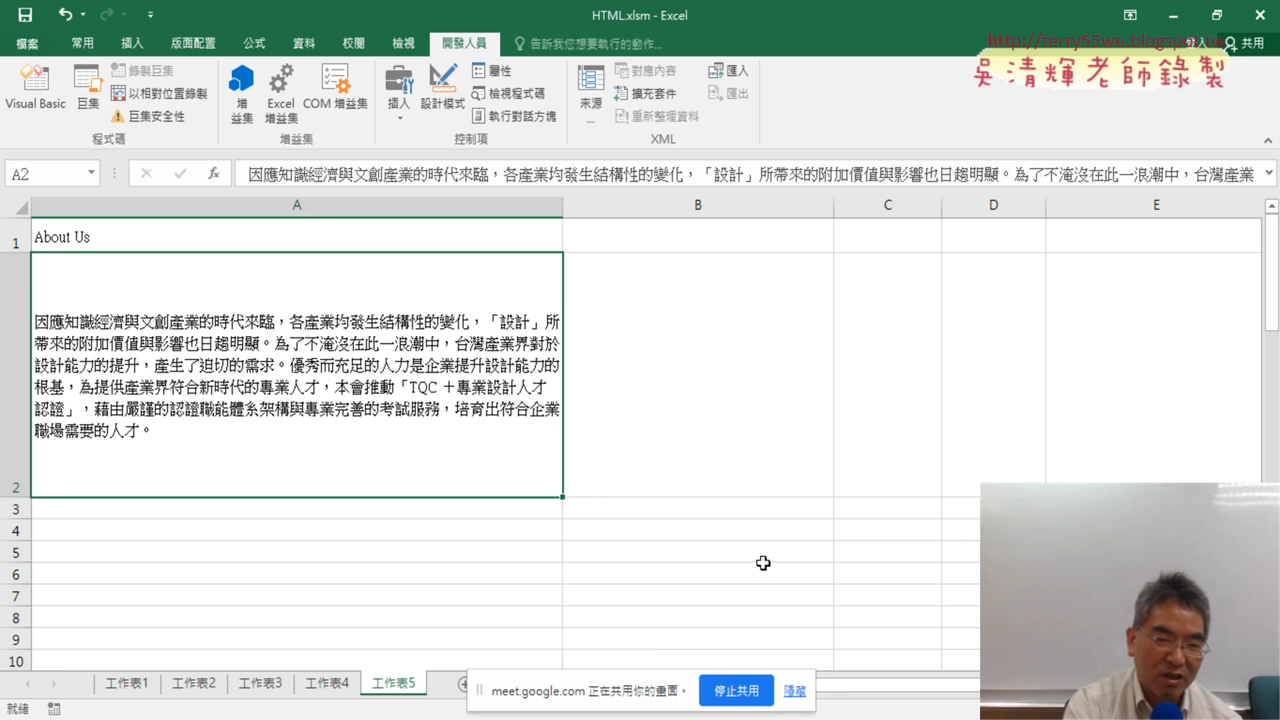 HTML.xlsm - Excel
檔案 常用 插入 版面配置 公式 資料 校閱 檢視 開發人員 告訴我您想要執行的動作... 登入 共用
http://terry55wu.blogspot.tw
吳清輝老師錄製
Visual Basic 巨集 錄製巨集 以相對位置錄製 巨集安全性
程式碼
增益集 Excel 增益集 COM 增益集
增益集
插入 設計模式 屬性 檢視程式碼 執行對話方塊
控制項
來源... 對應內容 擴充套件 重新整理資料 匯入 匯出
XML
A2 fx 因應知識經濟與文創產業的時代來臨，各產業均發生結構性的變化，「設計」所帶來的附加價值與影響也日趨明顯。為了不淹沒在此一浪潮中，台灣產業
A B C D E
1 About Us
因應知識經濟與文創產業的時代來臨，各產業均發生結構性的變化，「設計」所
帶來的附加價值與影響也日趨明顯。為了不淹沒在此一浪潮中，台灣產業界對於
設計能力的提升，產生了迫切的需求。優秀而充足的人力是企業提升設計能力的
根基，為提供產業界符合新時代的專業人才，本會推動「TQC＋專業設計人才
認證」，藉由嚴謹的認證職能體系架構與專業完善的考試服務，培育出符合企業
職場需要的人才。
2
3
4
5
6
7
8
9
10
工作表1 工作表2 工作表3 工作表4 工作表5
meet.google.com 正在共用你的畫面。 停止共用 隱藏
就緒